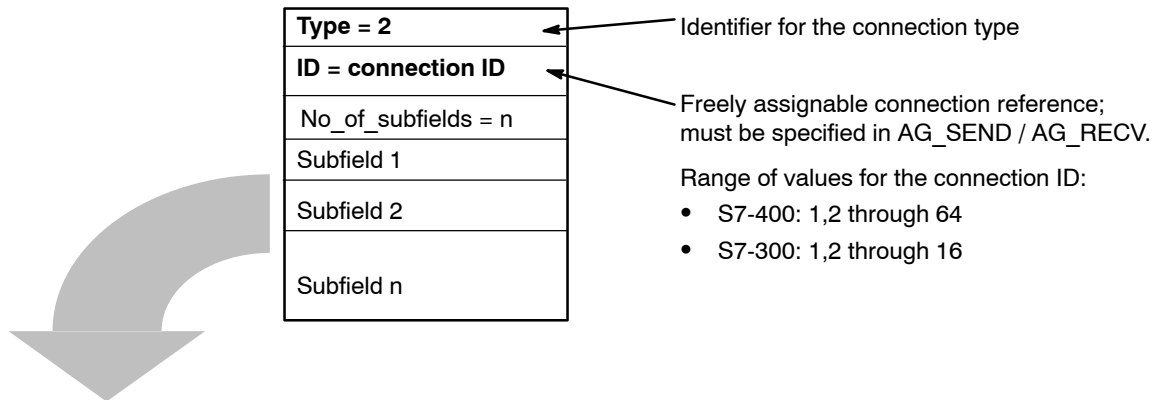 Type = 2
Identifier for the connection type
ID = connection ID
Freely assignable connection reference;
must be specified in AG_SEND / AG_RECV.
No_of_subfields = n
Subfield 1
Range of values for the connection ID:
Subfield 2
• S7-400: 1,2 through 64
• S7-300: 1,2 through 16
Subfield n